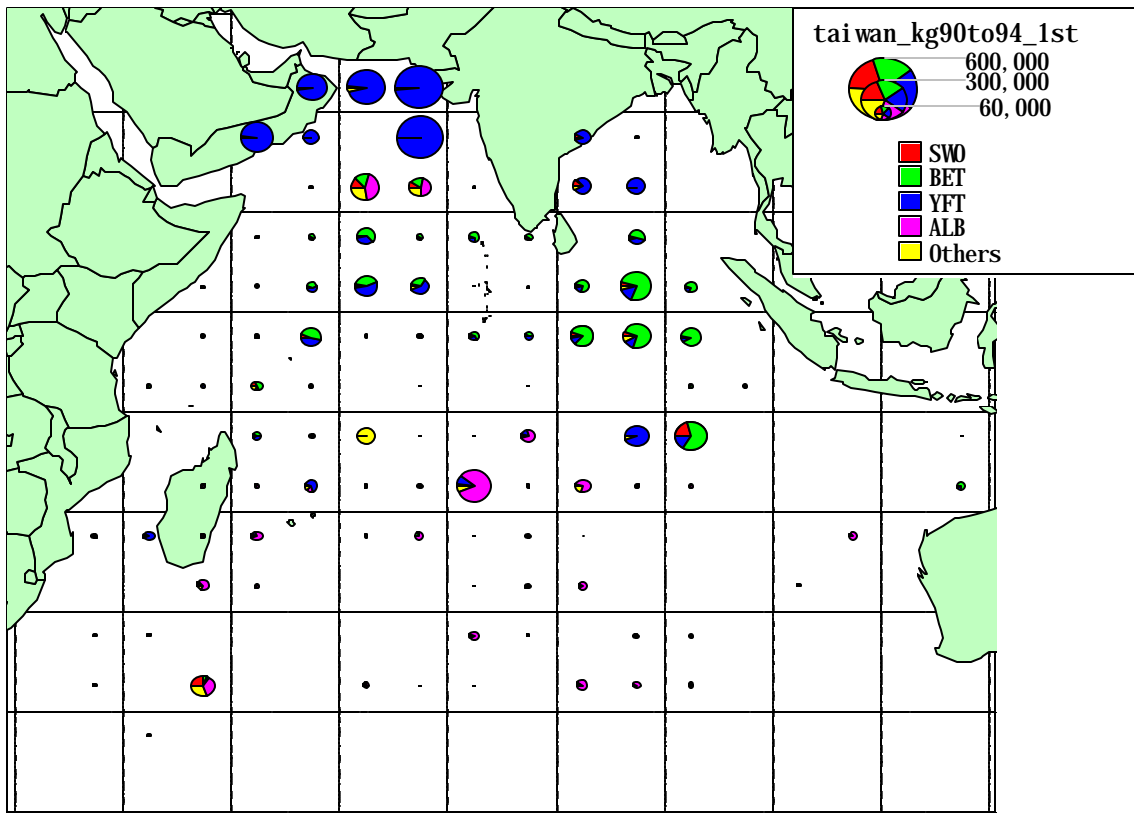 taiwan_kg90to94_1st
600,000
300,000
60,000
SWO
BET
YFT
ALB
Others